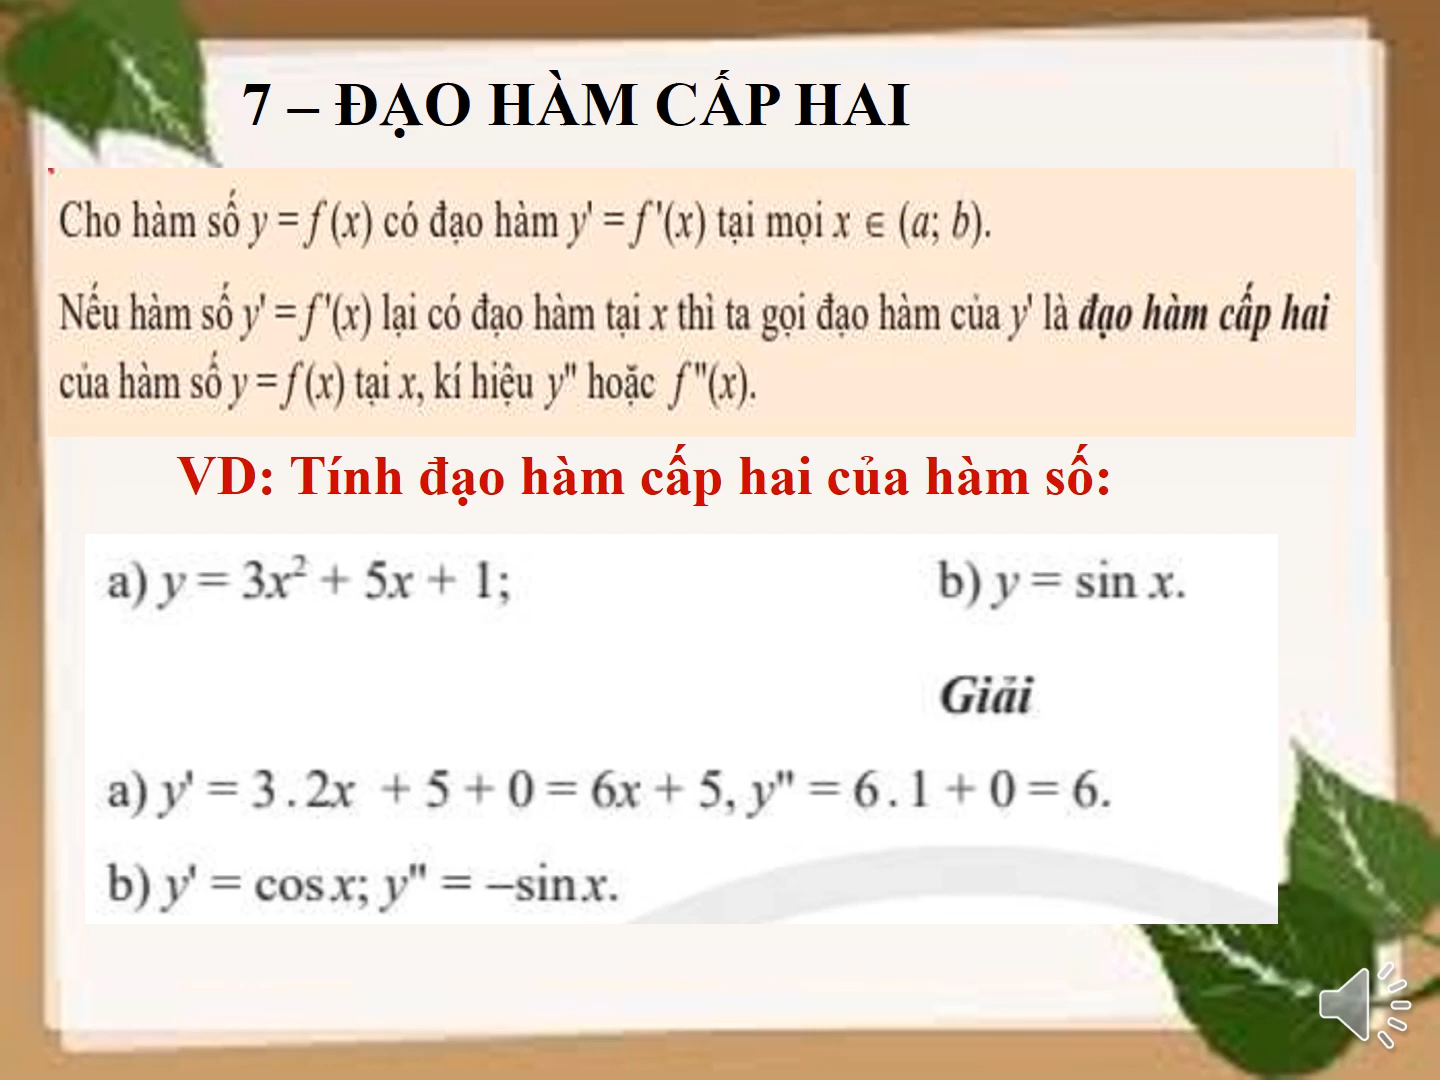 7 – ĐẠO HÀM CẤP HAI
Cho hàm số y = f (x) có đạo hàm y' = f '(x) tại mọi x ∈ (a; b).
Nếu hàm số y' = f '(x) lại có đạo hàm tại x thì ta gọi đạo hàm của y' là đạo hàm cấp hai
của hàm số y = f (x) tại x, kí hiệu y" hoặc f "(x).
VD: Tính đạo hàm cấp hai của hàm số:
a) y = 3x² + 5x + 1; b) y = sin x.
Giải
a) y' = 3 . 2x + 5 + 0 = 6x + 5, y" = 6 . 1 + 0 = 6.
b) y' = cos x; y" = –sin x.